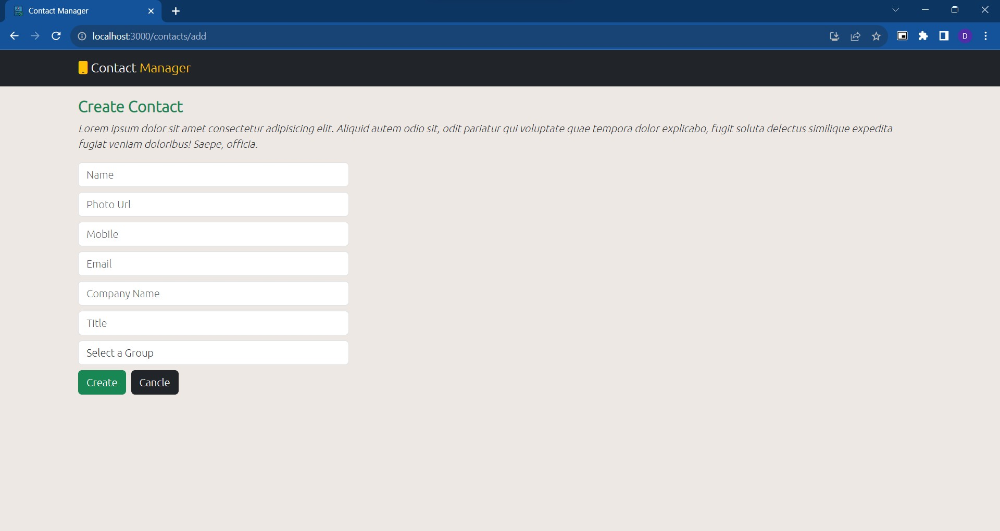 Contact Manager
localhost:3000/contacts/add
D
Contact Manager
Create Contact
Lorem ipsum dolor sit amet consectetur adipisicing elit. Aliquid autem odio sit, odit pariatur qui voluptate quae tempora dolor explicabo, fugit soluta delectus similique expedita
fugiat veniam doloribus! Saepe, officia.
Name
Photo Url
Mobile
Email
Company Name
Title
Select a Group
Create Cancle